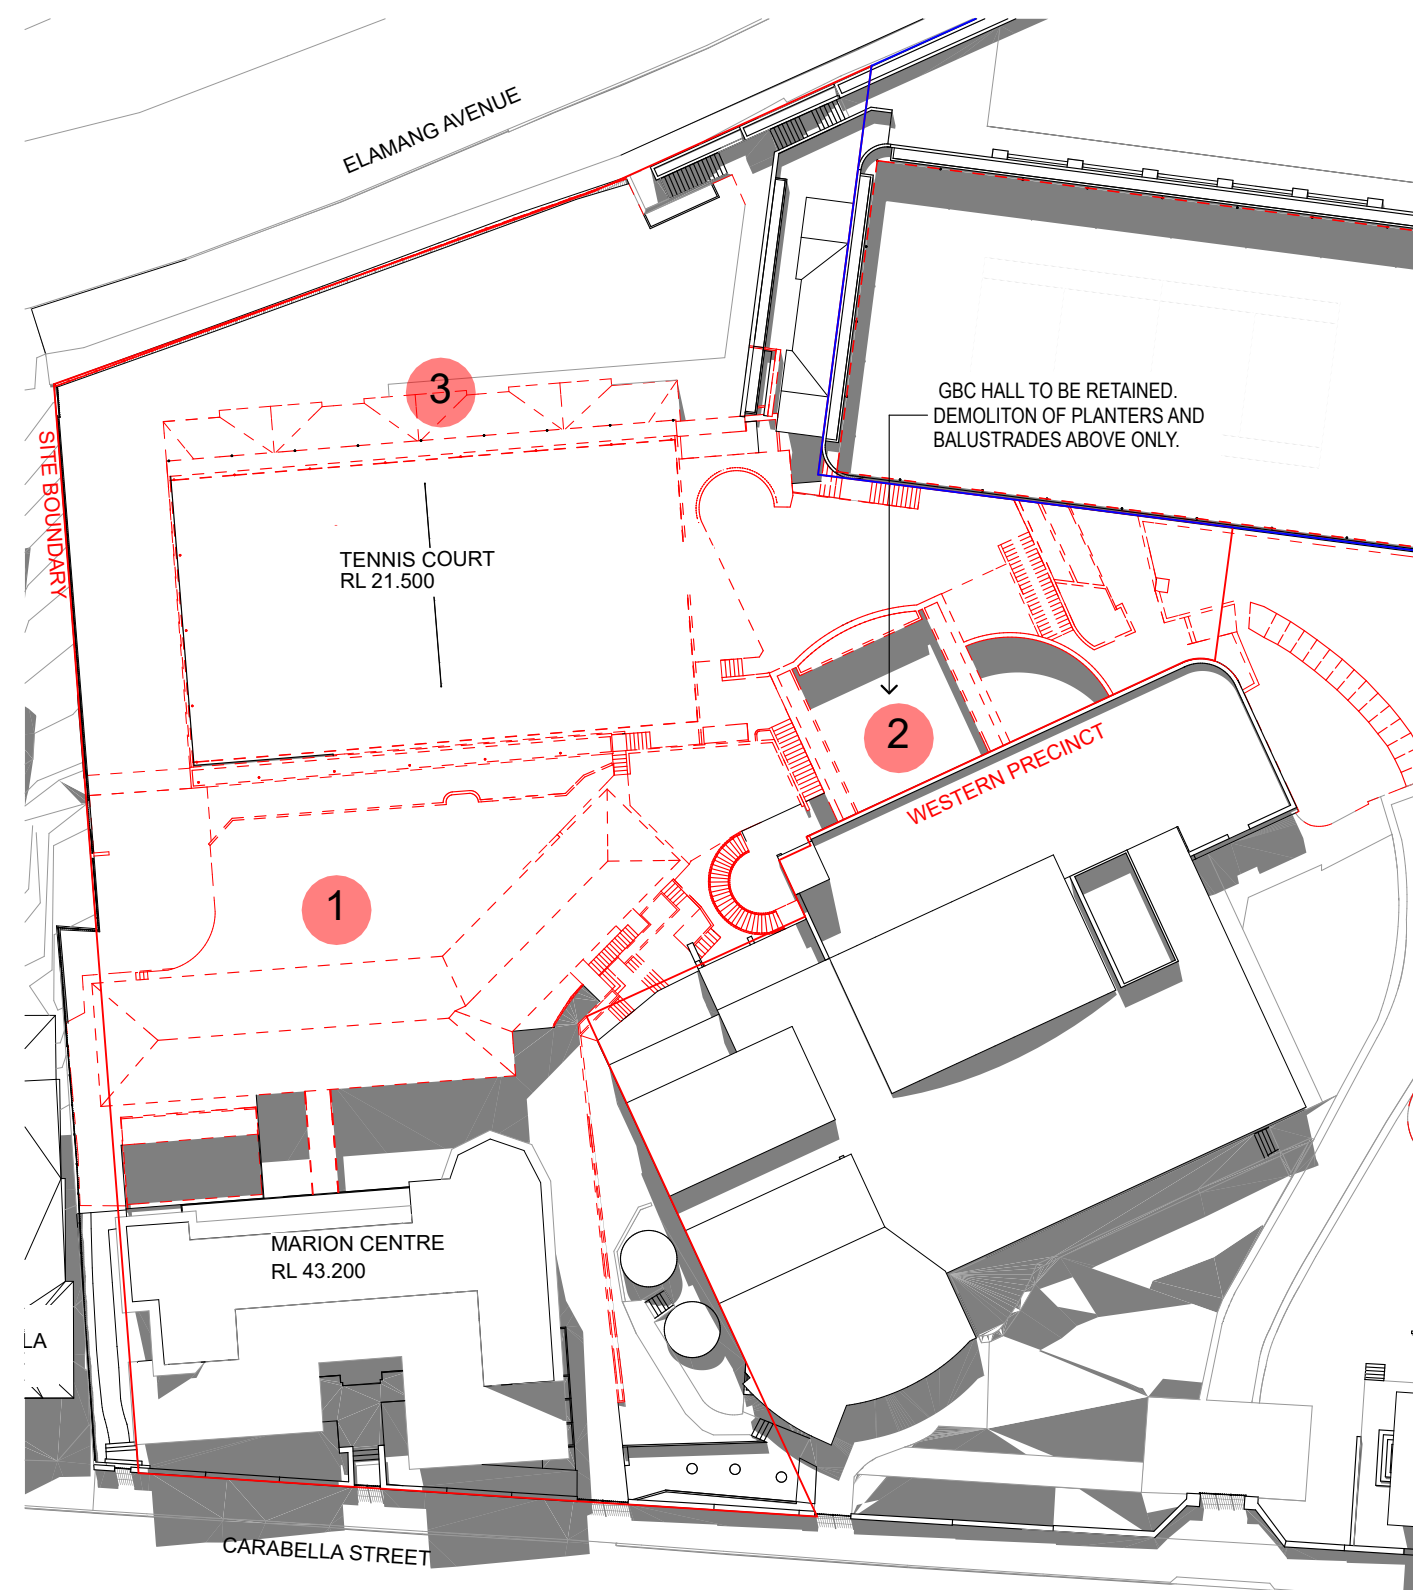 ELAMANG AVENUE
3
GBC HALL TO BE RETAINED.
DEMOLITON OF PLANTERS AND
BALUSTRADES ABOVE ONLY.
SITE BOUNDARY
TENNIS COURT
RL 21.500
2
WESTERN PRECINCT
1
MARION CENTRE
RL 43.200
LA
CARABELLA STREET